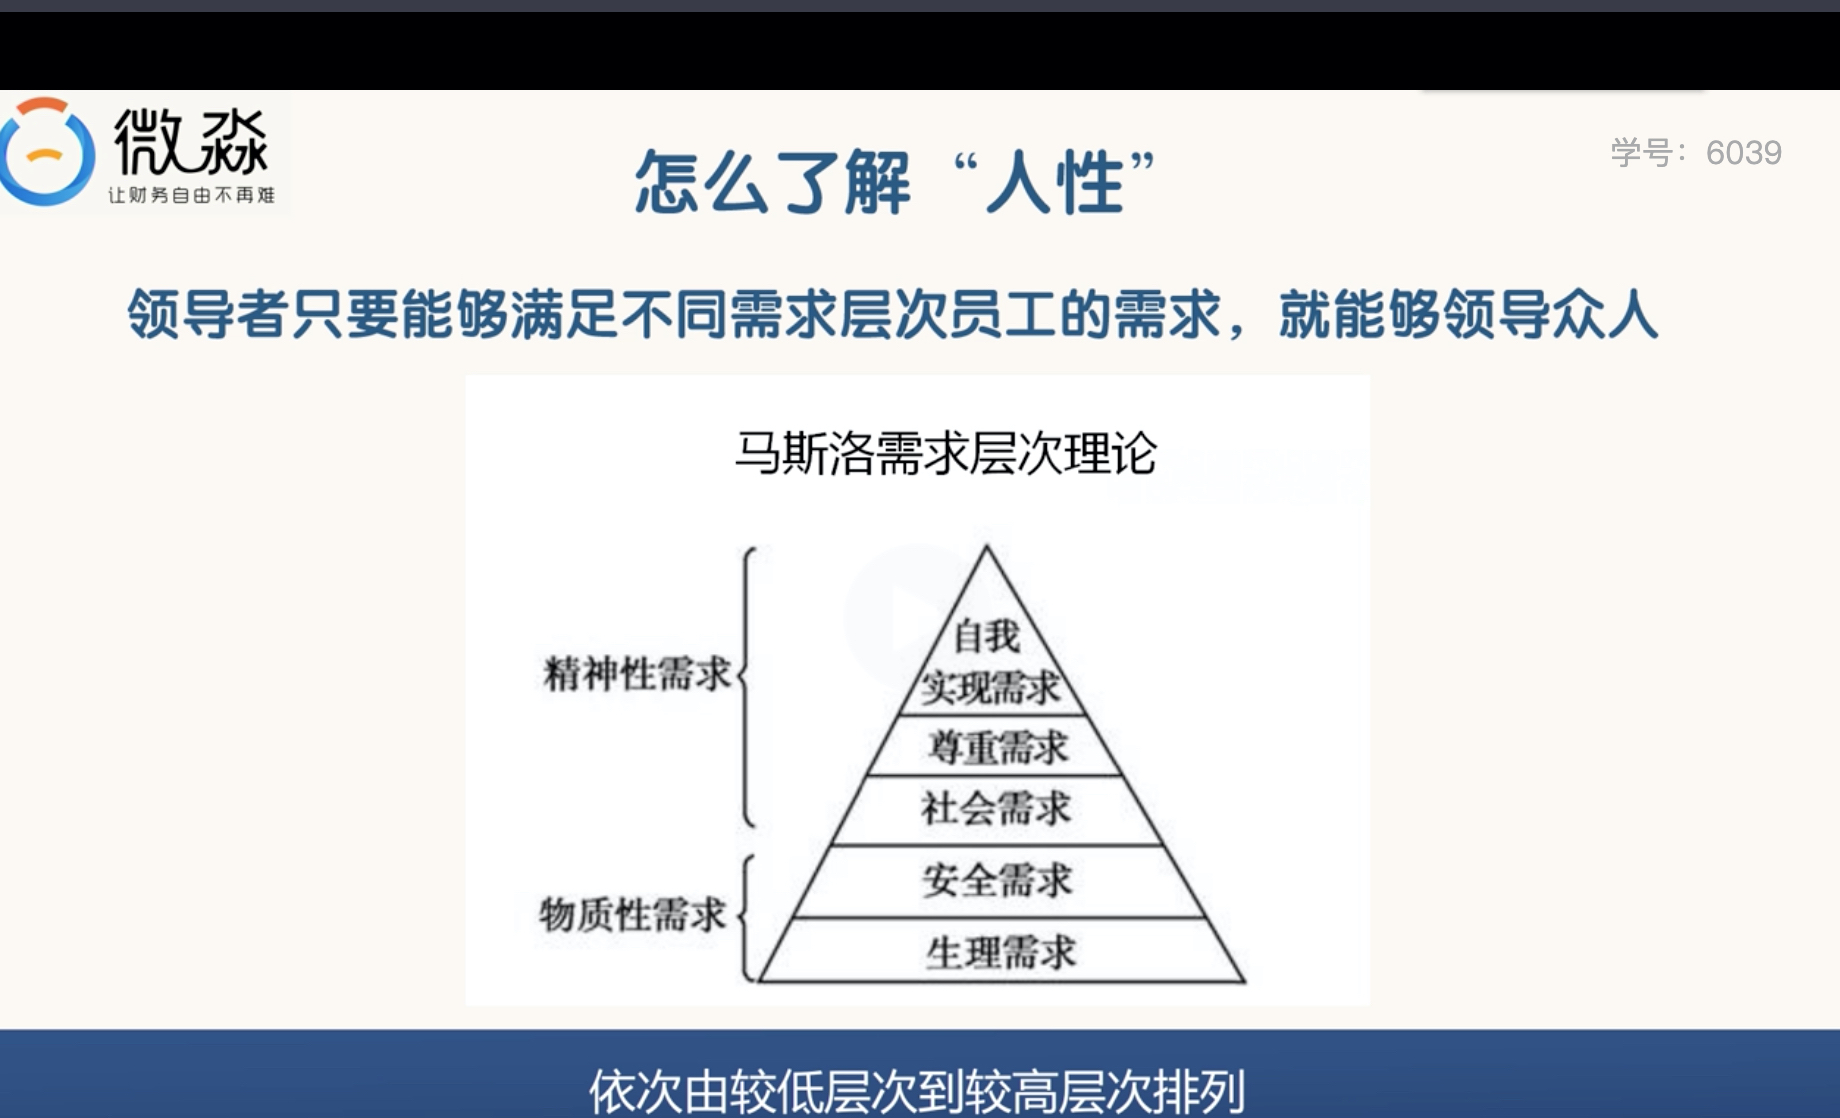 微淼
让财务自由不再难
学号：6039
怎么了解“人性”
领导者只要能够满足不同需求层次员工的需求，就能够领导众人
马斯洛需求层次理论
自我
实现需求
尊重需求
社会需求
安全需求
生理需求
精神性需求
物质性需求
依次由较低层次到较高层次排列